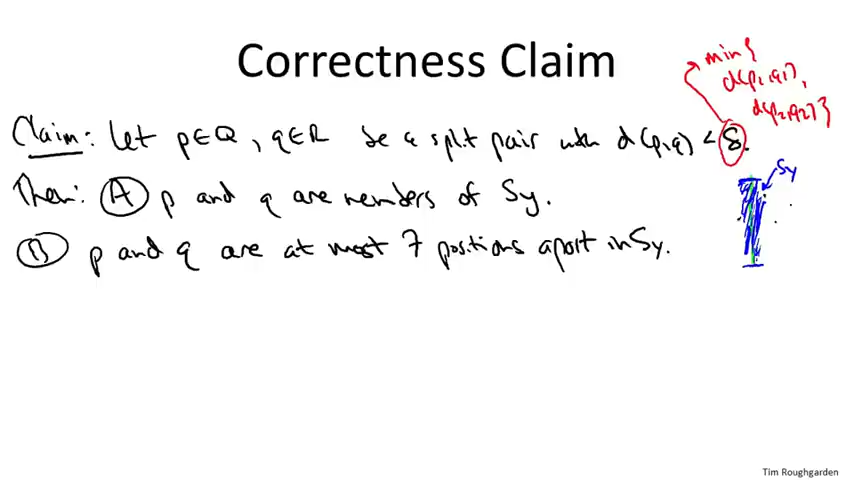 Correctness Claim
min{
d(p1,q1),
d(p2,q2)}
Claim: Let p∈Q, q∈R be a split pair with d(p,q) < δ.
Then: (A) p and q are members of Sy.
(B) p and q are at most 7 positions apart in Sy.
Sy
Tim Roughgarden